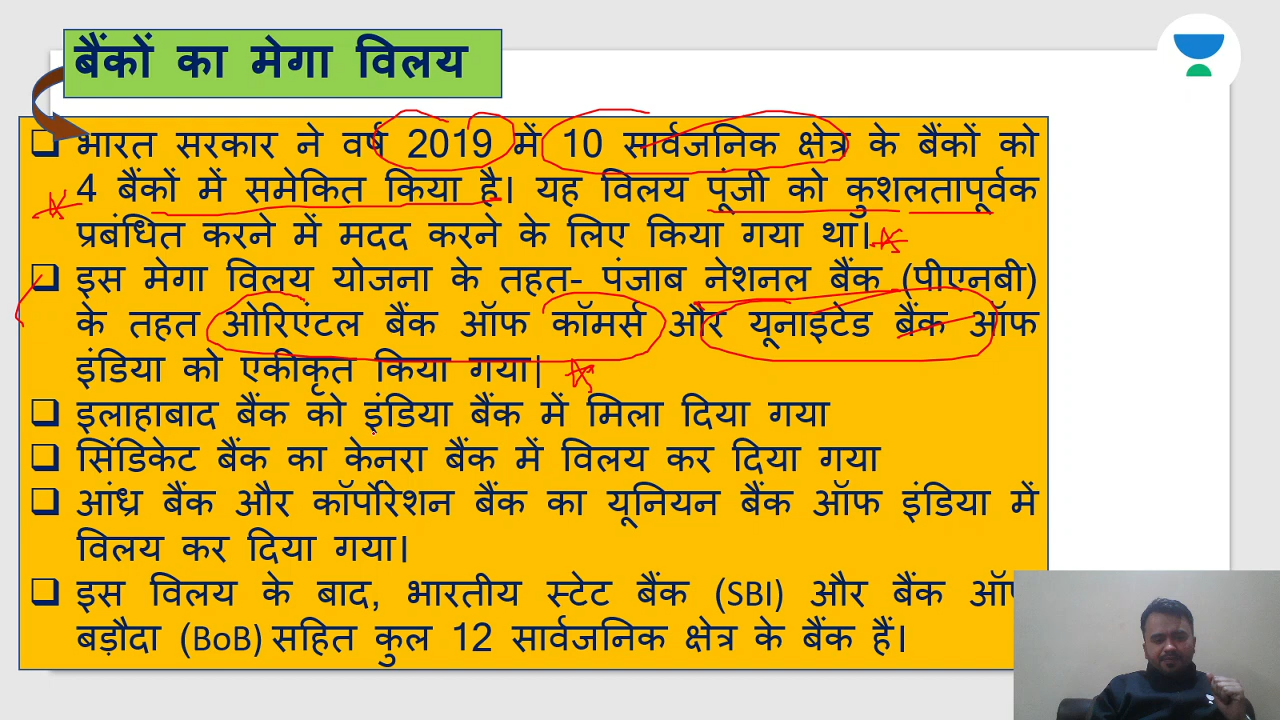 बैंकों का मेगा विलय
भारत सरकार ने वर्ष 2019 में 10 सार्वजनिक क्षेत्र के बैंकों को
4 बैंकों में समेकित किया है। यह विलय पूंजी को कुशलतापूर्वक
प्रबंधित करने में मदद करने के लिए किया गया था।
इस मेगा विलय योजना के तहत- पंजाब नेशनल बैंक (पीएनबी)
के तहत ओरिएंटल बैंक ऑफ कॉमर्स और यूनाइटेड बैंक ऑफ
इंडिया को एकीकृत किया गया।
इलाहाबाद बैंक को इंडिया बैंक में मिला दिया गया
सिंडिकेट बैंक का केनरा बैंक में विलय कर दिया गया
आंध्र बैंक और कॉर्पोरेशन बैंक का यूनियन बैंक ऑफ इंडिया में
विलय कर दिया गया।
इस विलय के बाद, भारतीय स्टेट बैंक (SBI) और बैंक ऑफ
बड़ौदा (BoB) सहित कुल 12 सार्वजनिक क्षेत्र के बैंक हैं।